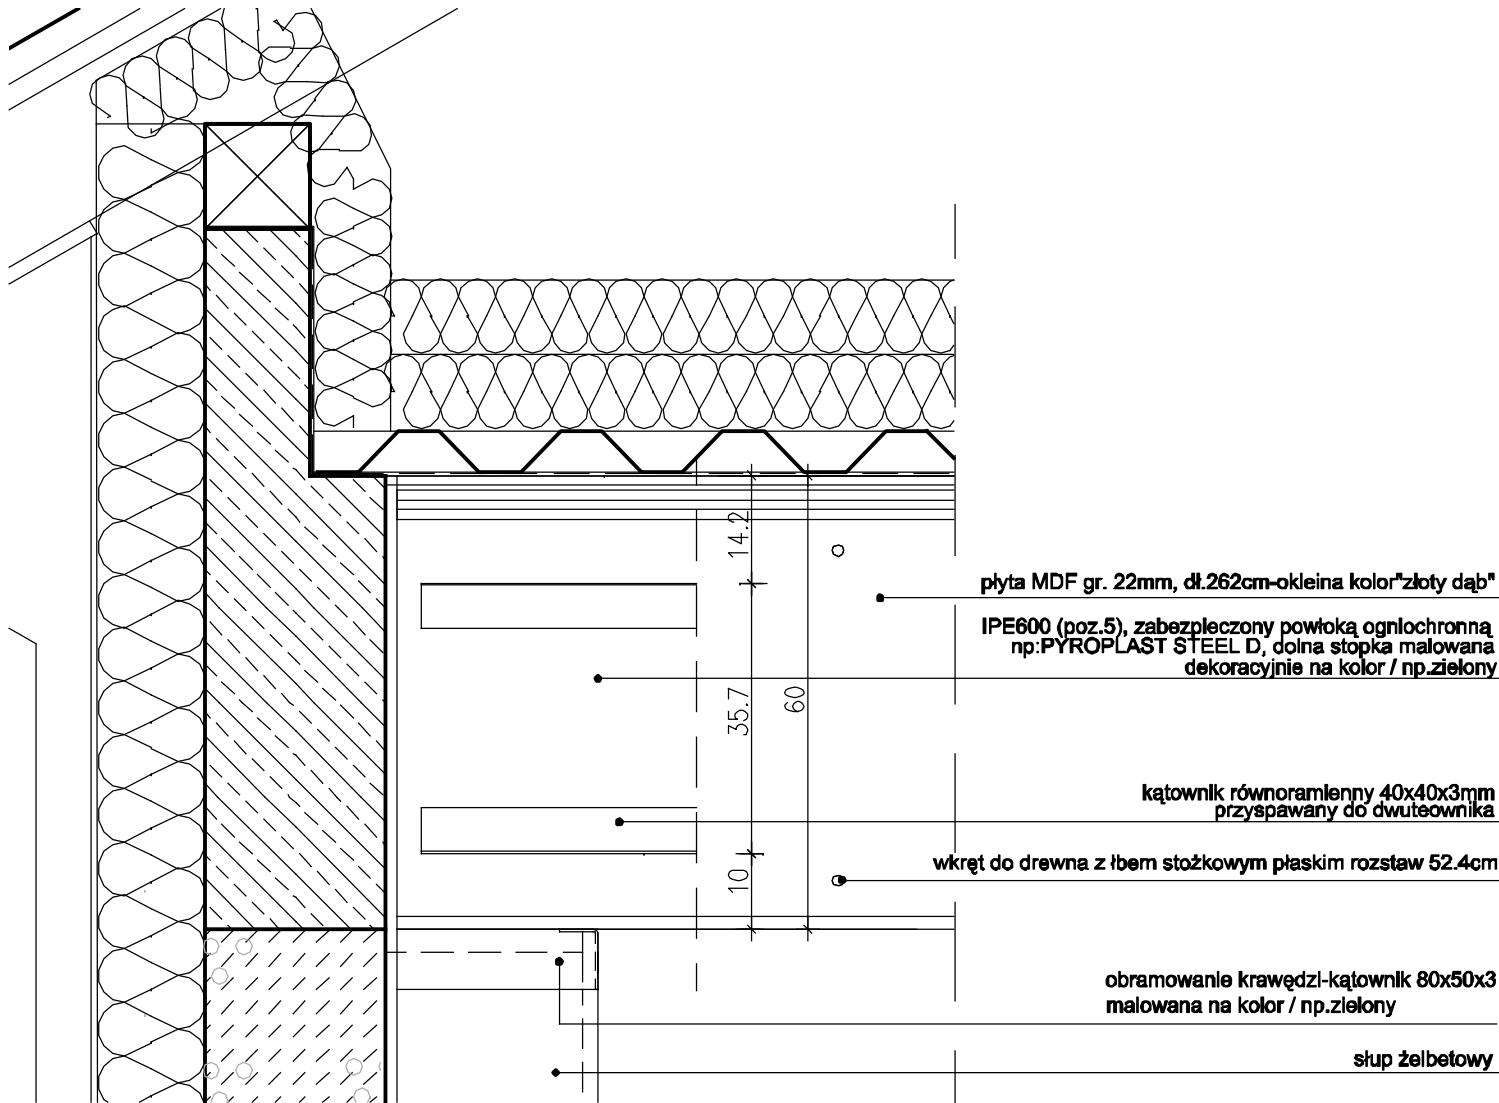 płyta MDF gr. 22mm, dł.262cm-okleina kolor"złoty dąb"
IPE600 (poz.5), zabezpieczony powłoką ogniochronną
np:PYROPLAST STEEL D, dolna stopka malowana
dekoracyjnie na kolor / np.zielony
14.2
35.7
60
10
kątownik równoramienny 40x40x3mm
przyspawany do dwuteownika
wkręt do drewna z łbem stożkowym płaskim rozstaw 52.4cm
obramowanie krawędzi-kątownik 80x50x3
malowana na kolor / np.zielony
słup żelbetowy